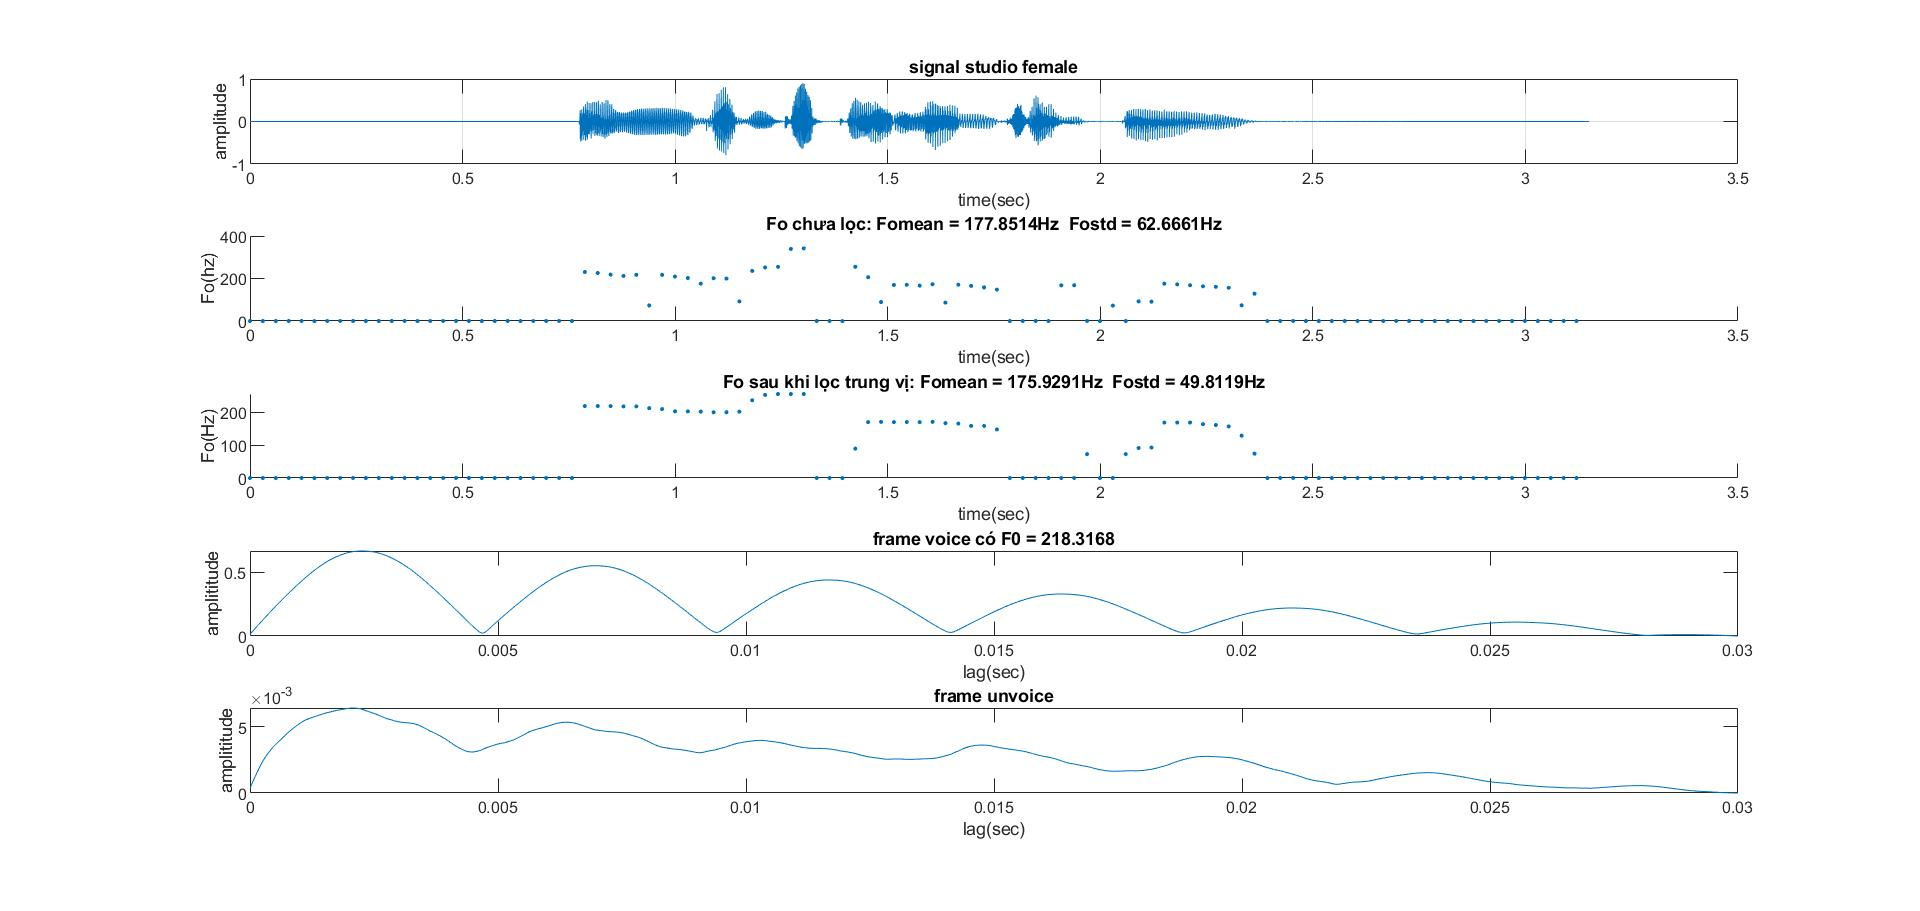 signal studio female
1
0
-1
amplitude
0 0.5 1 1.5 2 2.5 3 3.5
time(sec)
Fo chưa lọc: Fomean = 177.8514Hz Fostd = 62.6661Hz
400
200
0
Fo(hz)
0 0.5 1 1.5 2 2.5 3 3.5
time(sec)
Fo sau khi lọc trung vị: Fomean = 175.9291Hz Fostd = 49.8119Hz
200
100
0
Fo(Hz)
0 0.5 1 1.5 2 2.5 3 3.5
time(sec)
frame voice có F0 = 218.3168
0.5
0
amplititude
0 0.005 0.01 0.015 0.02 0.025 0.03
lag(sec)
frame unvoice
×10-3
5
0
amplititude
0 0.005 0.01 0.015 0.02 0.025 0.03
lag(sec)